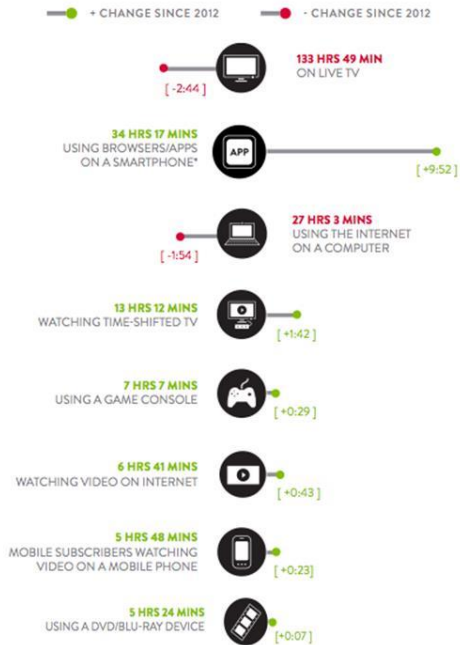 + CHANGE SINCE 2012
- CHANGE SINCE 2012
133 HRS 49 MIN
ON LIVE TV
[ -2:44 ]
34 HRS 17 MINS
USING BROWSERS/APPS
ON A SMARTPHONE*
APP
[ +9:52 ]
27 HRS 3 MINS
USING THE INTERNET
ON A COMPUTER
[ -1:54 ]
13 HRS 12 MINS
WATCHING TIME-SHIFTED TV
[ +1:42 ]
7 HRS 7 MINS
USING A GAME CONSOLE
[ +0:29 ]
6 HRS 41 MINS
WATCHING VIDEO ON INTERNET
[ +0:43 ]
5 HRS 48 MINS
MOBILE SUBSCRIBERS WATCHING
VIDEO ON A MOBILE PHONE
[ +0:23]
5 HRS 24 MINS
USING A DVD/BLU-RAY DEVICE
[+0:07 ]